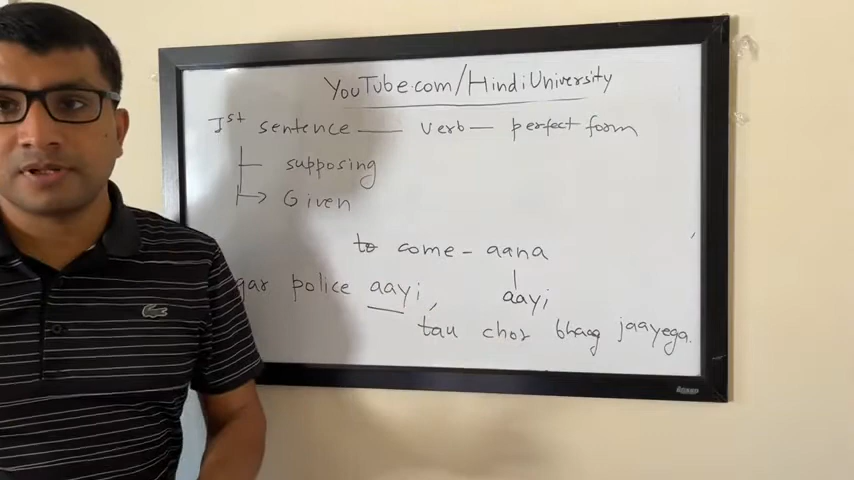 YouTube.com/HindiUniversity
Ist sentence — verb — perfect form
supposing
Given
to come - aana
gar police aayi, aayi
tau chor bhaag jaayega.